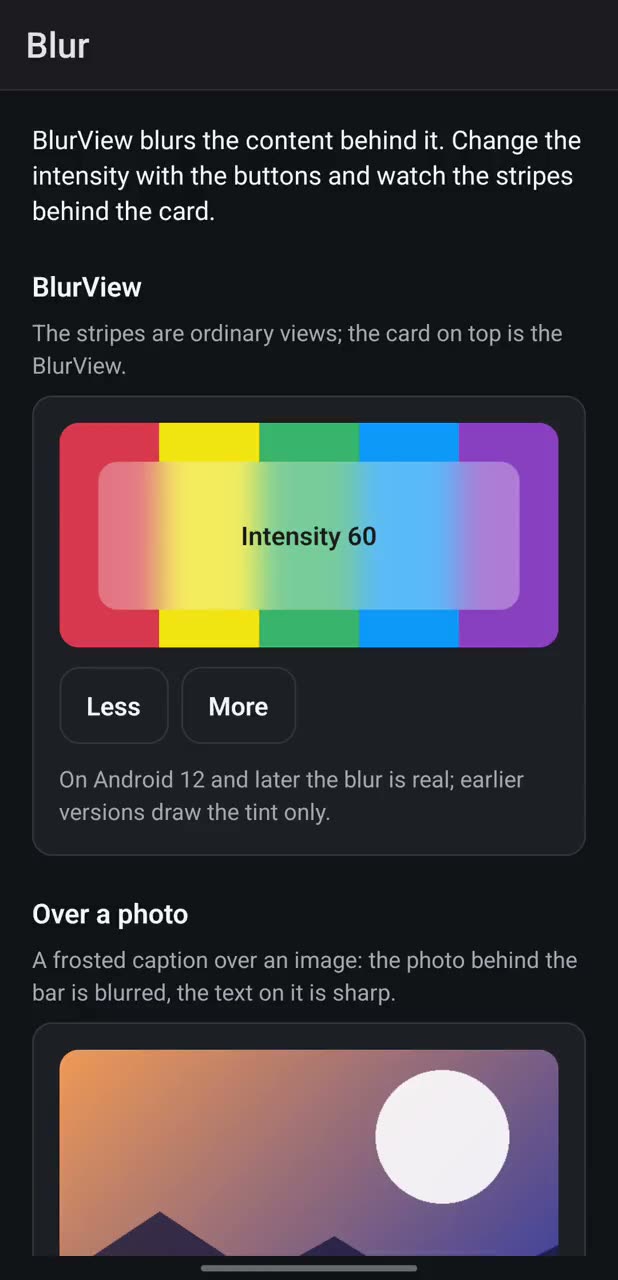 Blur
BlurView blurs the content behind it. Change the
intensity with the buttons and watch the stripes
behind the card.
BlurView
The stripes are ordinary views; the card on top is the
BlurView.
Intensity 60
Less
More
On Android 12 and later the blur is real; earlier
versions draw the tint only.
Over a photo
A frosted caption over an image: the photo behind the
bar is blurred, the text on it is sharp.